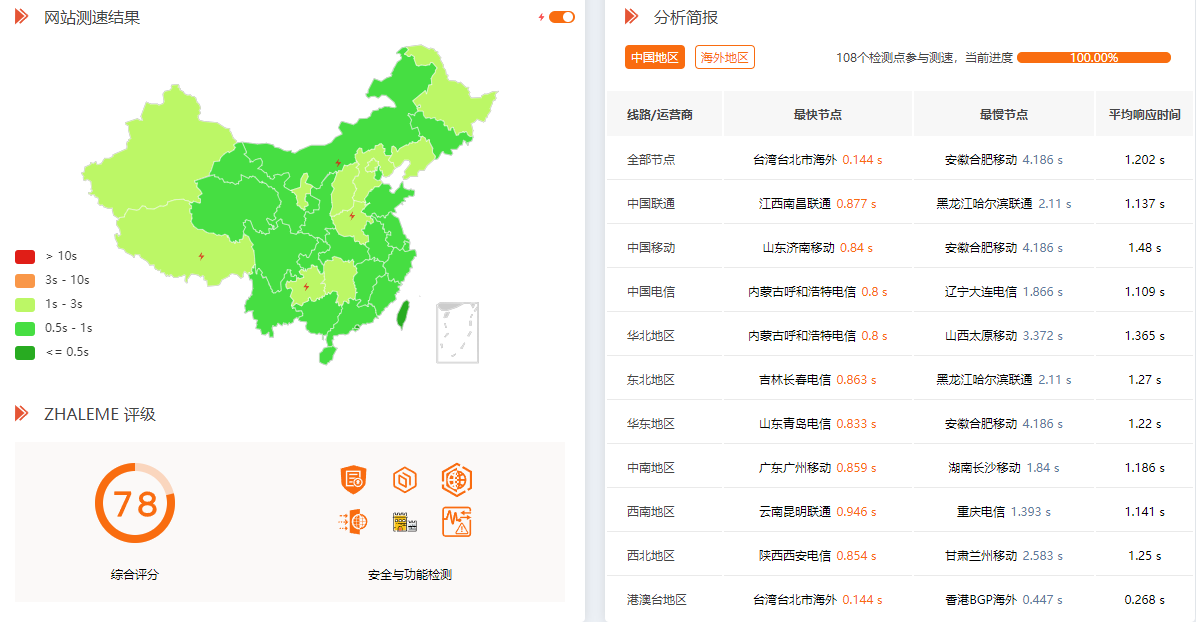 网站测速结果
> 10s
3s - 10s
1s - 3s
0.5s - 1s
<= 0.5s
ZHALEME 评级
78
综合评分
安全与功能检测
分析简报
中国地区 海外地区 108个检测点参与测速，当前进度 100.00%
线路/运营商 最快节点 最慢节点 平均响应时间
全部节点 台湾台北市海外 0.144 s 安徽合肥移动 4.186 s 1.202 s
中国联通 江西南昌联通 0.877 s 黑龙江哈尔滨联通 2.11 s 1.137 s
中国移动 山东济南移动 0.84 s 安徽合肥移动 4.186 s 1.48 s
中国电信 内蒙古呼和浩特电信 0.8 s 辽宁大连电信 1.866 s 1.109 s
华北地区 内蒙古呼和浩特电信 0.8 s 山西太原移动 3.372 s 1.365 s
东北地区 吉林长春电信 0.863 s 黑龙江哈尔滨联通 2.11 s 1.27 s
华东地区 山东青岛电信 0.833 s 安徽合肥移动 4.186 s 1.22 s
中南地区 广东广州移动 0.859 s 湖南长沙移动 1.84 s 1.186 s
西南地区 云南昆明联通 0.946 s 重庆电信 1.393 s 1.141 s
西北地区 陕西西安电信 0.854 s 甘肃兰州移动 2.583 s 1.25 s
港澳台地区 台湾台北市海外 0.144 s 香港BGP海外 0.447 s 0.268 s